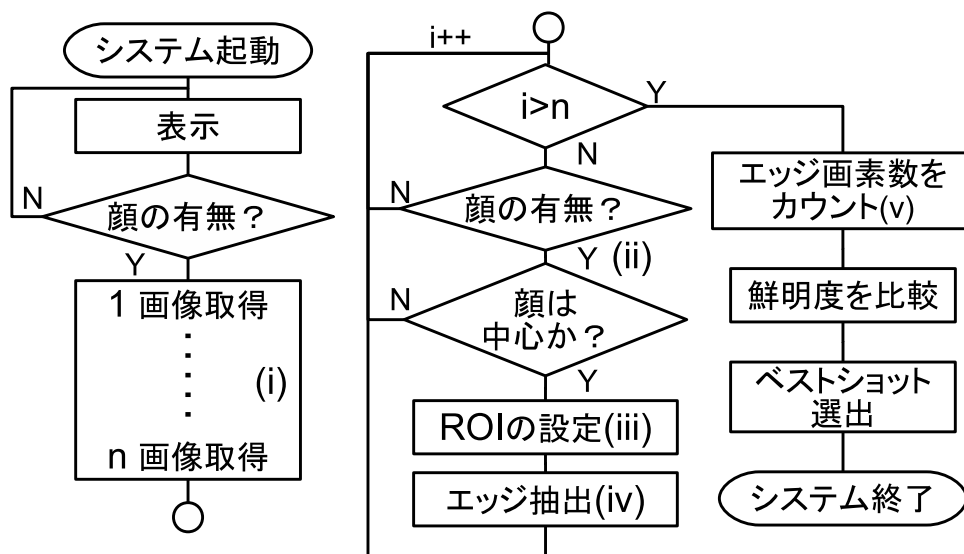 システム起動
表示
N
顔の有無？
Y
1 画像取得
(i)
n 画像取得
i++
i>n
Y
N
N
顔の有無？
Y (ii)
N
顔は
中心か？
Y
ROIの設定(iii)
エッジ抽出(iv)
エッジ画素数を
カウント(v)
鮮明度を比較
ベストショット
選出
システム終了